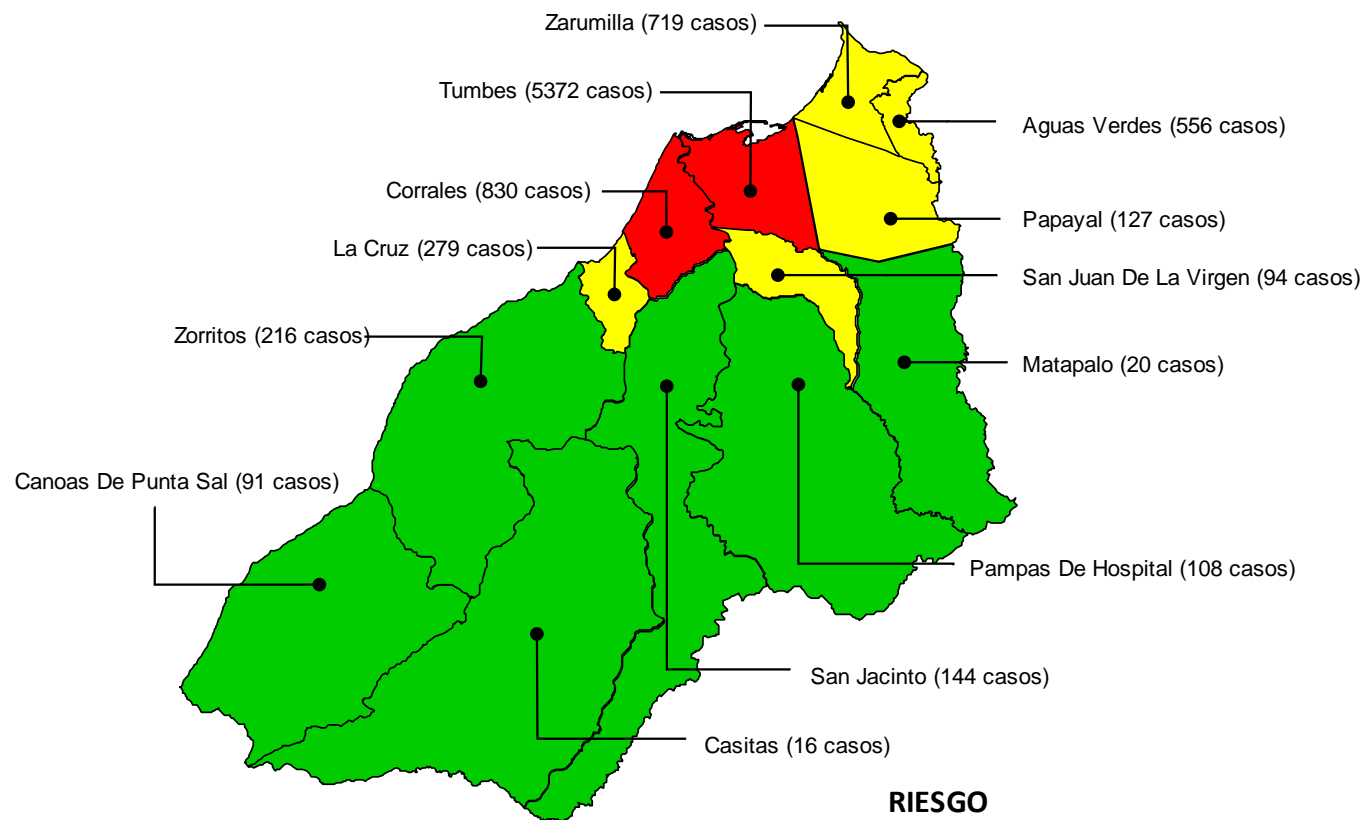 Zarumilla (719 casos)
Tumbes (5372 casos)
Aguas Verdes (556 casos)
Corrales (830 casos)
Papayal (127 casos)
La Cruz (279 casos)
San Juan De La Virgen (94 casos)
Zorritos (216 casos)
Matapalo (20 casos)
Canoas De Punta Sal (91 casos)
Pampas De Hospital (108 casos)
San Jacinto (144 casos)
Casitas (16 casos)
RIESGO